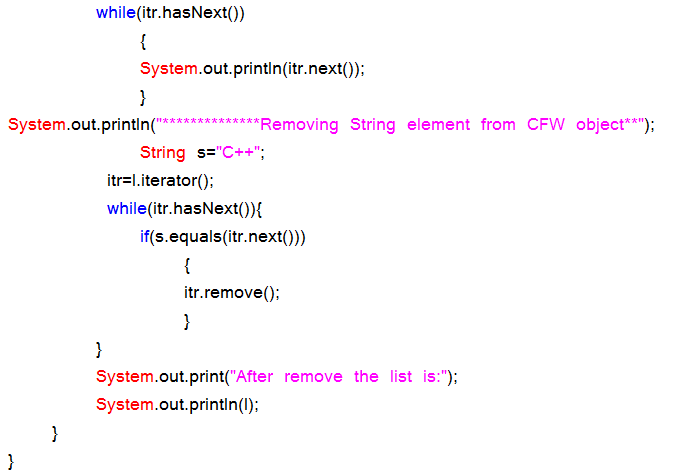 while(itr.hasNext())
{
System.out.println(itr.next());
}
System.out.println("**************Removing String element from CFW object**");
String s="C++";
itr=l.iterator();
while(itr.hasNext()){
if(s.equals(itr.next()))
{
itr.remove();
}
}
System.out.print("After remove the list is:");
System.out.println(l);
}
}